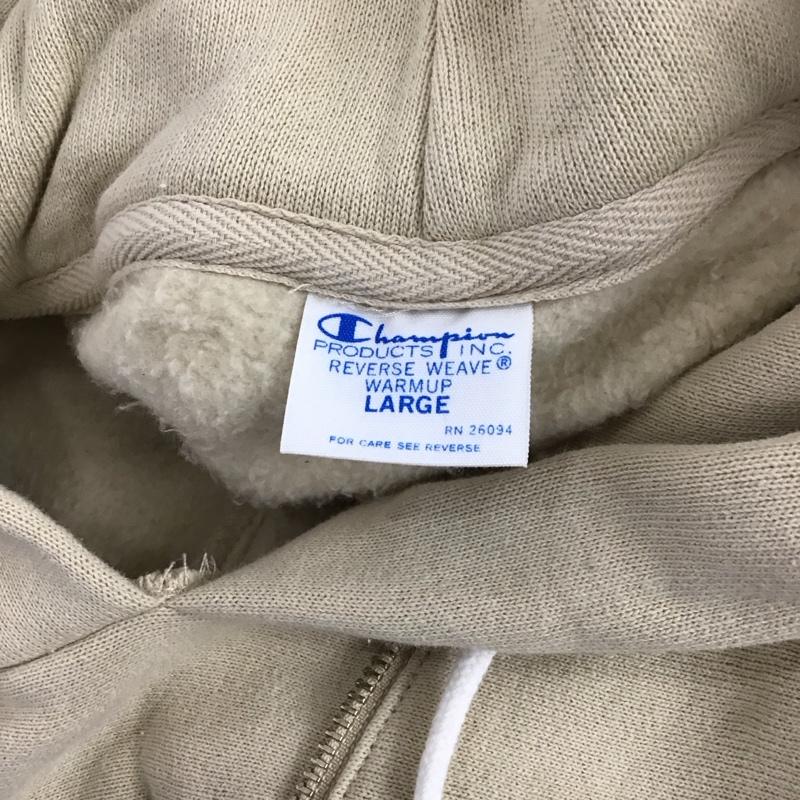 Champion
PRODUCTS INC.
REVERSE WEAVE®
WARMUP
LARGE
RN 26094
FOR CARE SEE REVERSE